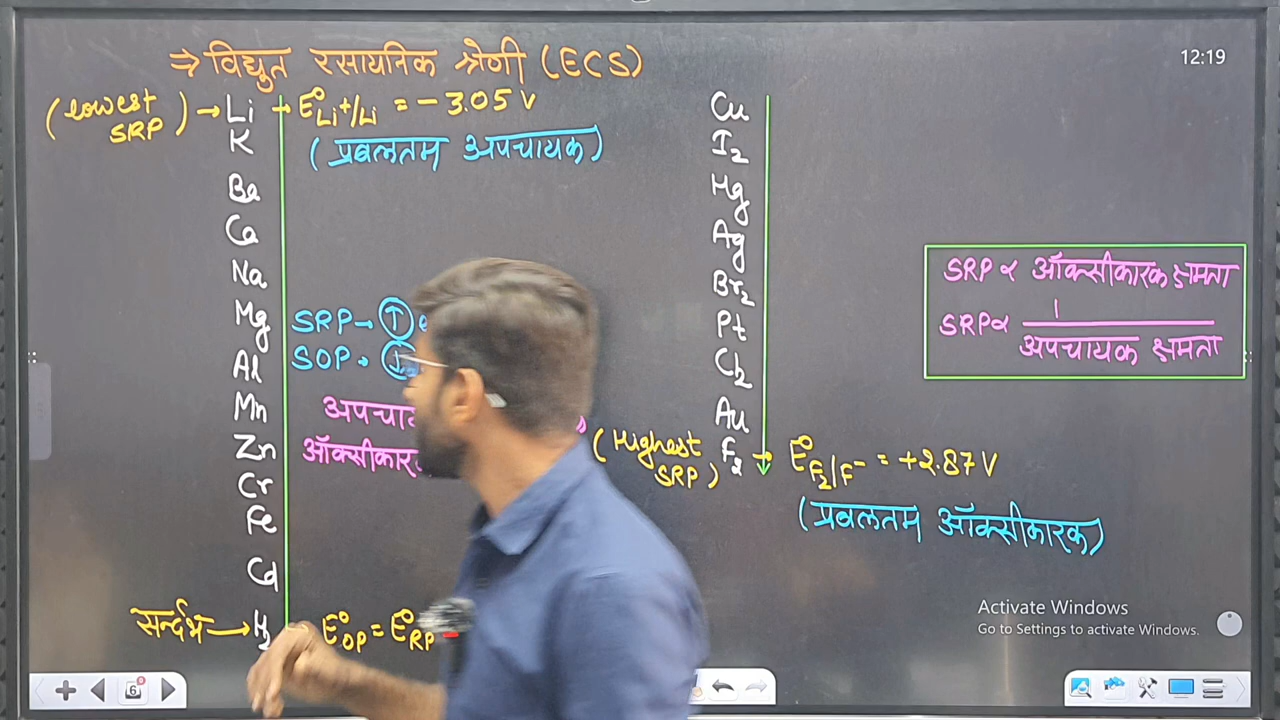 ⇒ विद्युत रसायनिक श्रेणी (ECS)
12:19
(lowest SRP) → Li → E°Li+/Li = -3.05 V
K (प्रबलतम अपचायक)
Ba
Ca
Na
Mg SRP → ↑
Al SOP → ↓
Mn
Zn
Cr
Fe
Cd
सन्दर्भ → H2 → E°OP = E°RP
Cu
I2
Hg
Ag
Br2
Pt
Cl2
Au
(Highest SRP) F2 → E°F2/F- = +2.87 V
(प्रबलतम ऑक्सीकारक)
SRP ∝ ऑक्सीकारक क्षमता
SRP ∝ 1/अपचायक क्षमता
Activate Windows
Go to Settings to activate Windows.
6